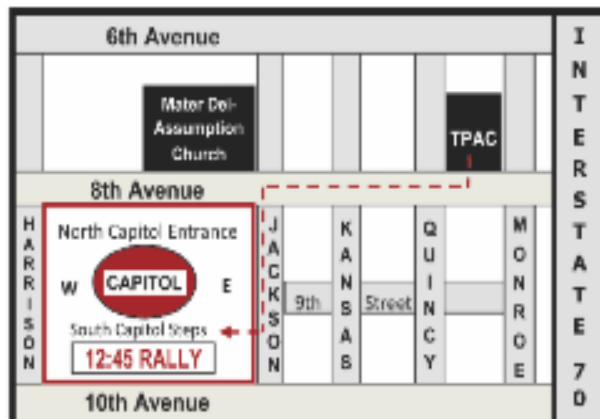 6th Avenue
Mater Dei-
Assumption
Church
TPAC
8th Avenue
HARRISON
North Capitol Entrance
W
CAPITOL
E
South Capitol Steps
12:45 RALLY
JACKSON
9th
KANSAS
Street
QUINCY
MONROE
10th Avenue
INTERSTATE 70